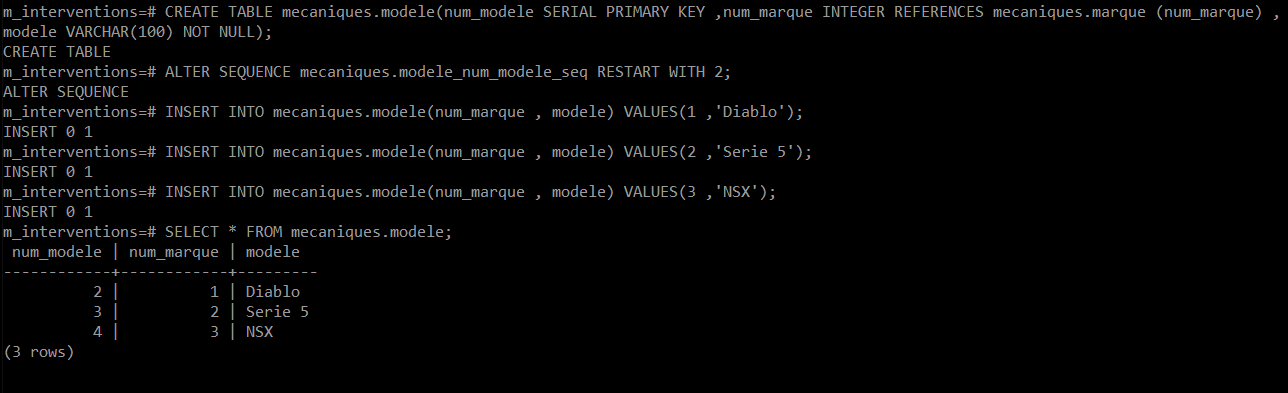 m_interventions=# CREATE TABLE mecaniques.modele(num_modele SERIAL PRIMARY KEY ,num_marque INTEGER REFERENCES mecaniques.marque (num_marque) ,
modele VARCHAR(100) NOT NULL);
CREATE TABLE
m_interventions=# ALTER SEQUENCE mecaniques.modele_num_modele_seq RESTART WITH 2;
ALTER SEQUENCE
m_interventions=# INSERT INTO mecaniques.modele(num_marque , modele) VALUES(1 ,'Diablo');
INSERT 0 1
m_interventions=# INSERT INTO mecaniques.modele(num_marque , modele) VALUES(2 ,'Serie 5');
INSERT 0 1
m_interventions=# INSERT INTO mecaniques.modele(num_marque , modele) VALUES(3 ,'NSX');
INSERT 0 1
m_interventions=# SELECT * FROM mecaniques.modele;
 num_modele | num_marque | modele
------------+------------+---------
          2 |          1 | Diablo
          3 |          2 | Serie 5
          4 |          3 | NSX
(3 rows)